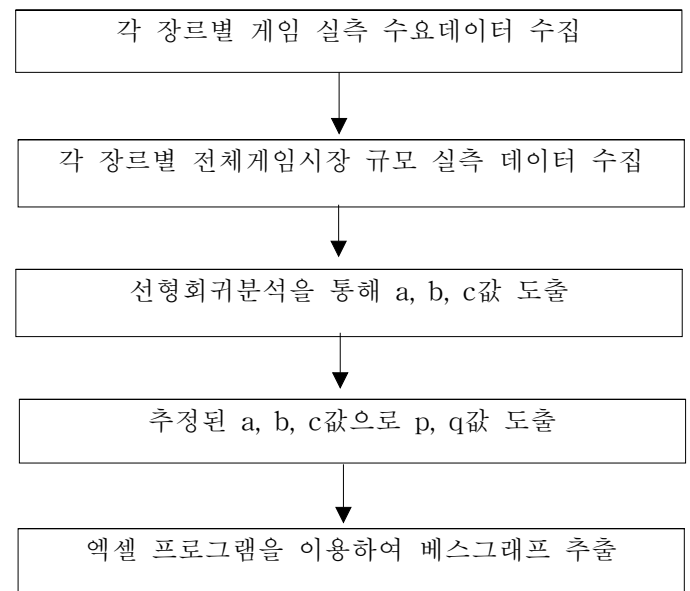 각 장르별 게임 실측 수요데이터 수집
각 장르별 전체게임시장 규모 실측 데이터 수집
선형회귀분석을 통해 a, b, c값 도출
추정된 a, b, c값으로 p, q값 도출
엑셀 프로그램을 이용하여 베스그래프 추출